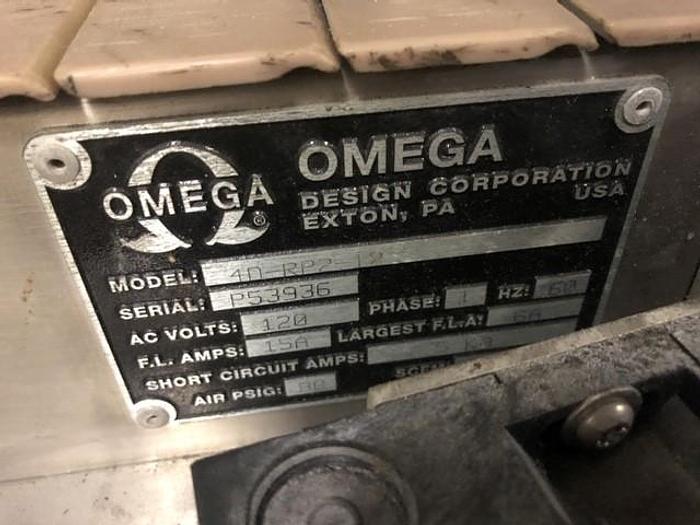 OMEGA ®
OMEGA
DESIGN CORPORATION
EXTON, PA USA
MODEL:
SERIAL: P53936
AC VOLTS: 120 PHASE: 1 HZ: 60
F.L. AMPS: 15A LARGEST F.L.A: 6A
SHORT CIRCUIT AMPS:
AIR PSIG: 80